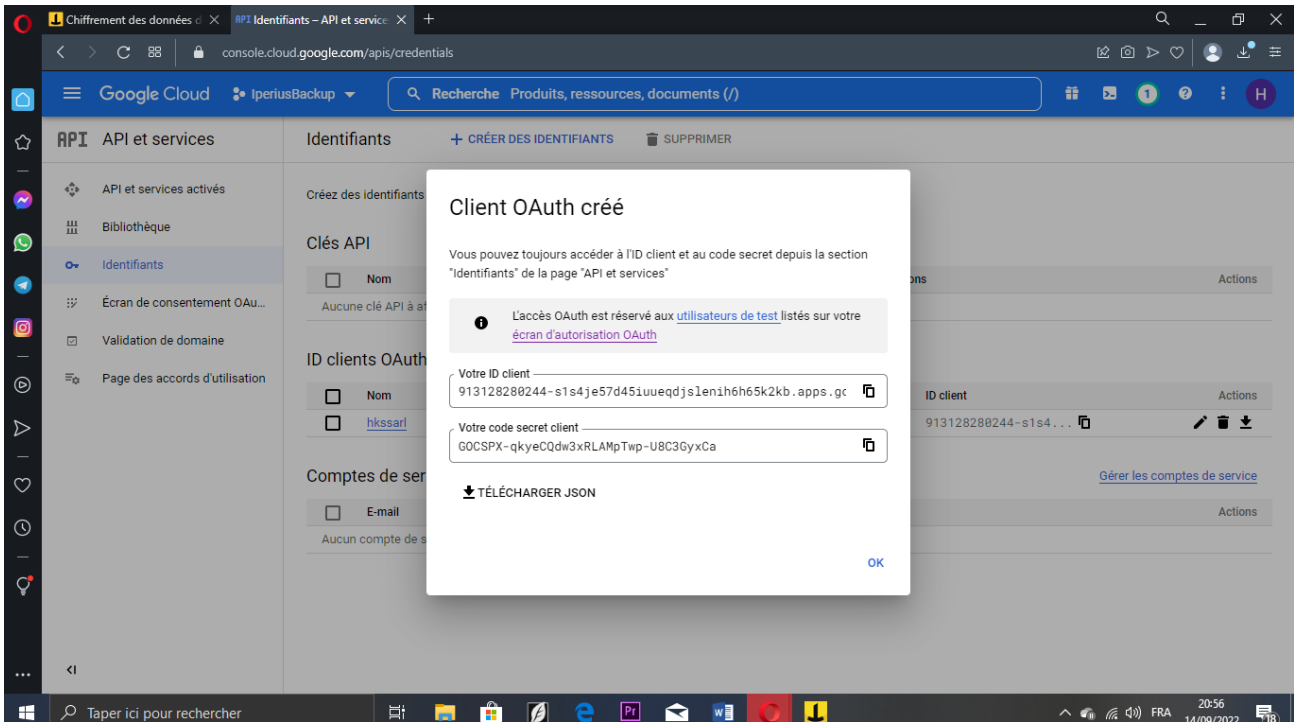 Chiffrement des données d
API Identifiants – API et service
console.cloud.google.com/apis/credentials
Google Cloud
IperiusBackup
Recherche Produits, ressources, documents (/)
1
H
API API et services
Identifiants
+ CRÉER DES IDENTIFIANTS
SUPPRIMER
API et services activés
Bibliothèque
Identifiants
Écran de consentement OAu...
Validation de domaine
Page des accords d'utilisation
Créez des identifiants
Clés API
Nom
ons
Actions
Aucune clé API à af
ID clients OAuth
Nom
ID client
Actions
hkssarl
913128280244-s1s4...
Comptes de ser
Gérer les comptes de service
E-mail
Actions
Aucun compte de s
Client OAuth créé
Vous pouvez toujours accéder à l'ID client et au code secret depuis la section
"Identifiants" de la page "API et services"
L'accès OAuth est réservé aux utilisateurs de test listés sur votre
écran d'autorisation OAuth
Votre ID client
913128280244-s1s4je57d45iuueqdjslenih6h65k2kb.apps.gc
Votre code secret client
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
TÉLÉCHARGER JSON
OK
Taper ici pour rechercher
Pr
FRA
20:56
14/09/2022
18